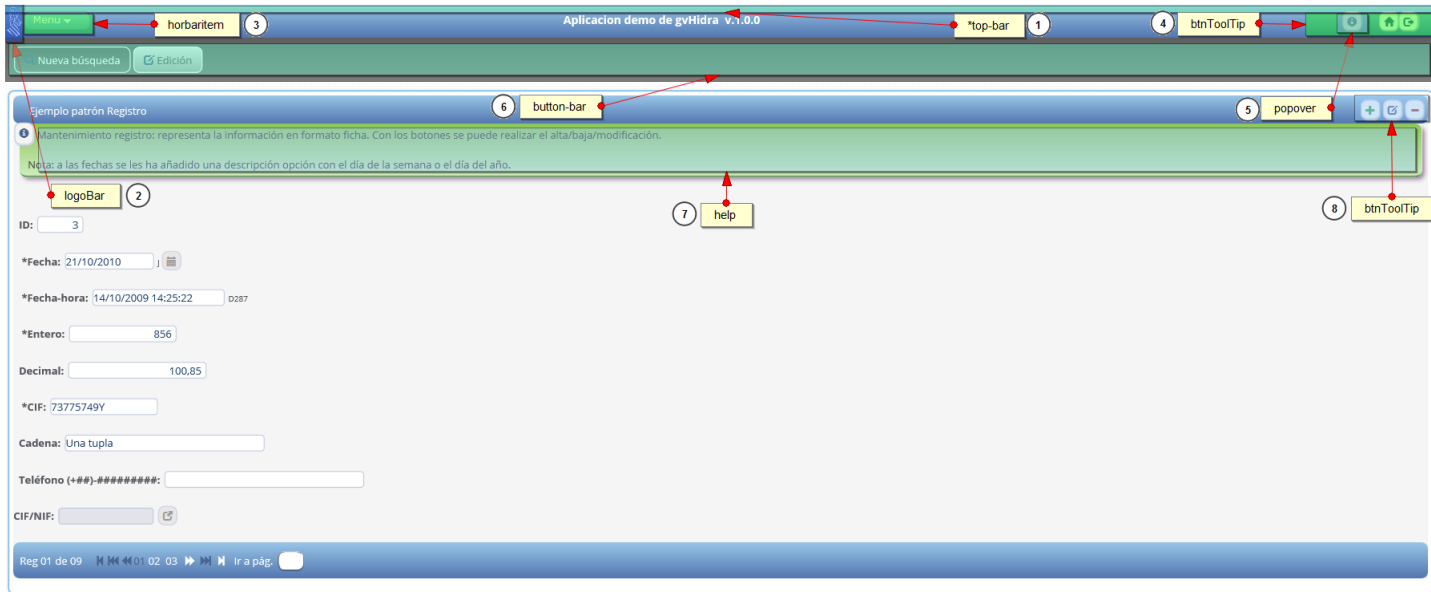 Menu
horbaritem
3
Aplicacion demo de gvHidra v.1.0.0
*top-bar
1
4
btnToolTip
Nueva búsqueda
Edición
6
button-bar
5
popover
Ejemplo patrón Registro
Mantenimiento registro: representa la información en formato ficha. Con los botones se puede realizar el alta/baja/modificación.
Nota: a las fechas se les ha añadido una descripción opción con el día de la semana o el día del año.
logoBar
2
7
help
8
btnToolTip
ID: 3
*Fecha: 21/10/2010 J
*Fecha-hora: 14/10/2009 14:25:22 D287
*Entero: 856
Decimal: 100,85
*CIF: 73775749Y
Cadena: Una tupla
Teléfono (+##)-#########:
CIF/NIF:
Reg 01 de 09 01 02 03 Ir a pág.